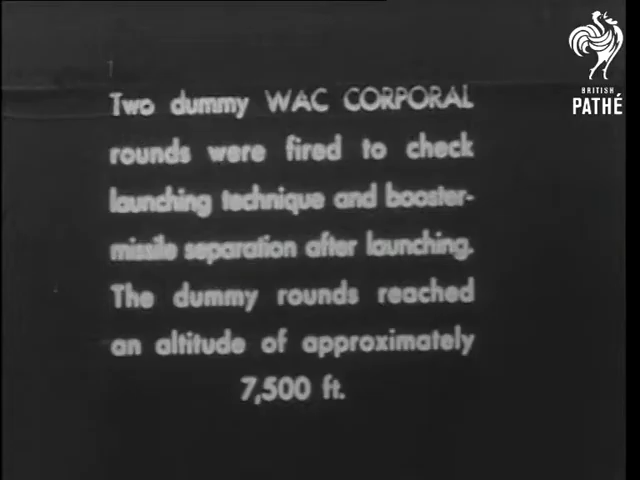 BRITISH
PATHÉ
Two dummy WAC CORPORAL
rounds were fired to check
launching technique and booster-
missile separation after launching.
The dummy rounds reached
an altitude of approximately
7,500 ft.